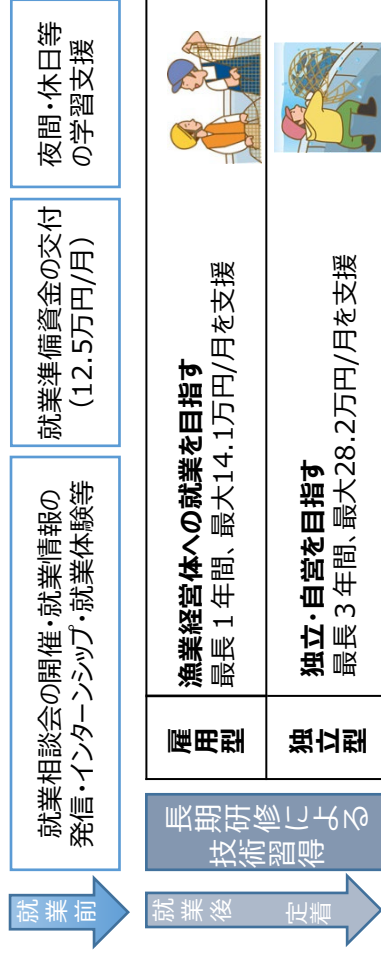 就業前
就業相談会の開催・就業情報の
発信・インターンシップ・就業体験等
就業準備資金の交付
（12.5万円/月）
夜間・休日等
の学習支援
就業後
定着
長期研修による
技術習得
雇用型
漁業経営体への就業を目指す
最長１年間、最大14.1万円/月を支援
独立型
独立・自営を目指す
最長３年間、最大28.2万円/月を支援